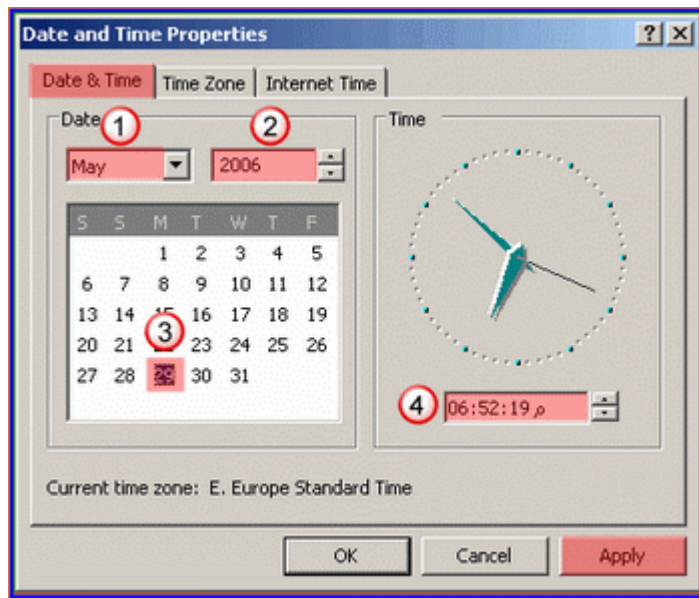 Date and Time Properties
Date & Time Time Zone Internet Time
Date Time
1 2
May 2006
S S M T W T F
1 2 3 4 5
6 7 8 9 10 11 12
13 14 15 16 17 18 19
3
20 21 23 24 25 26
27 28 29 30 31
4 06:52:19 م
Current time zone: E. Europe Standard Time
OK Cancel Apply